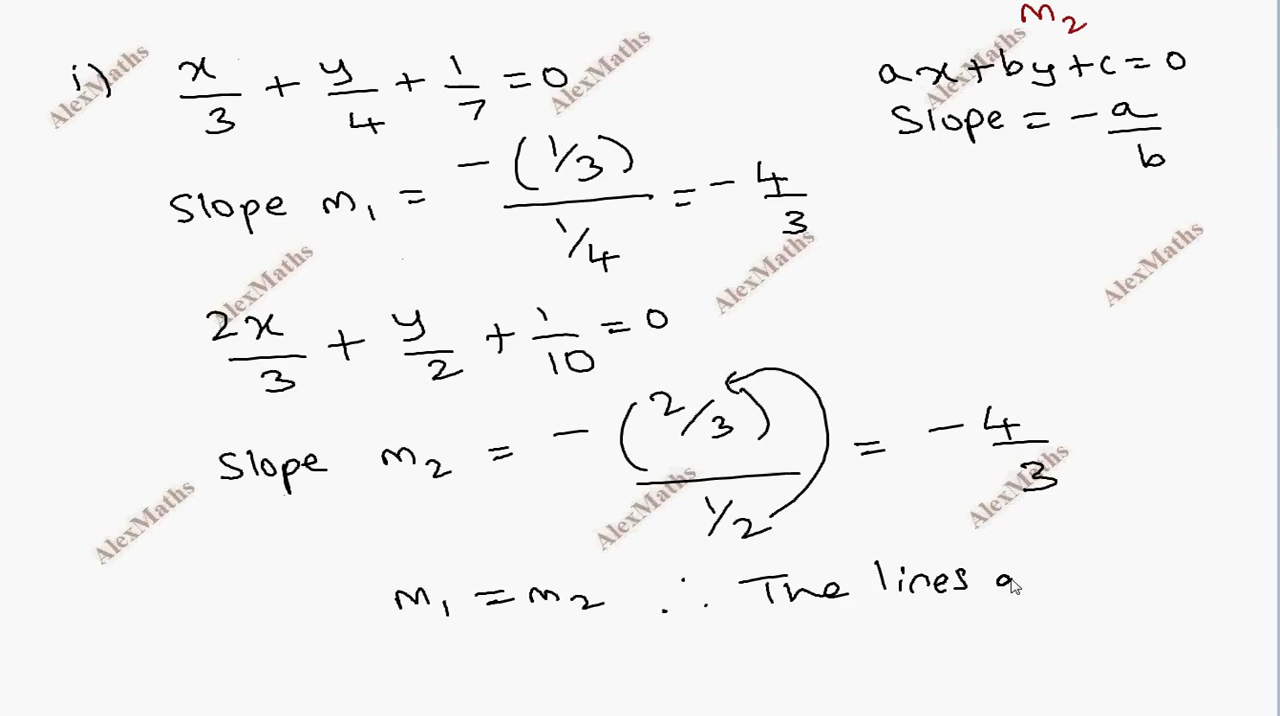 m₂
i) x/3 + y/4 + 1/7 = 0
ax + by + c = 0
Slope = - a/b
Slope m₁ = -(1/3) / 1/4 = - 4/3
2x/3 + y/2 + 1/10 = 0
Slope m₂ = -(2/3) / 1/2 = - 4/3
m₁ = m₂ ∴ The lines a
AlexMaths
AlexMaths
AlexMaths
AlexMaths
AlexMaths
AlexMaths
AlexMaths
AlexMaths
AlexMaths